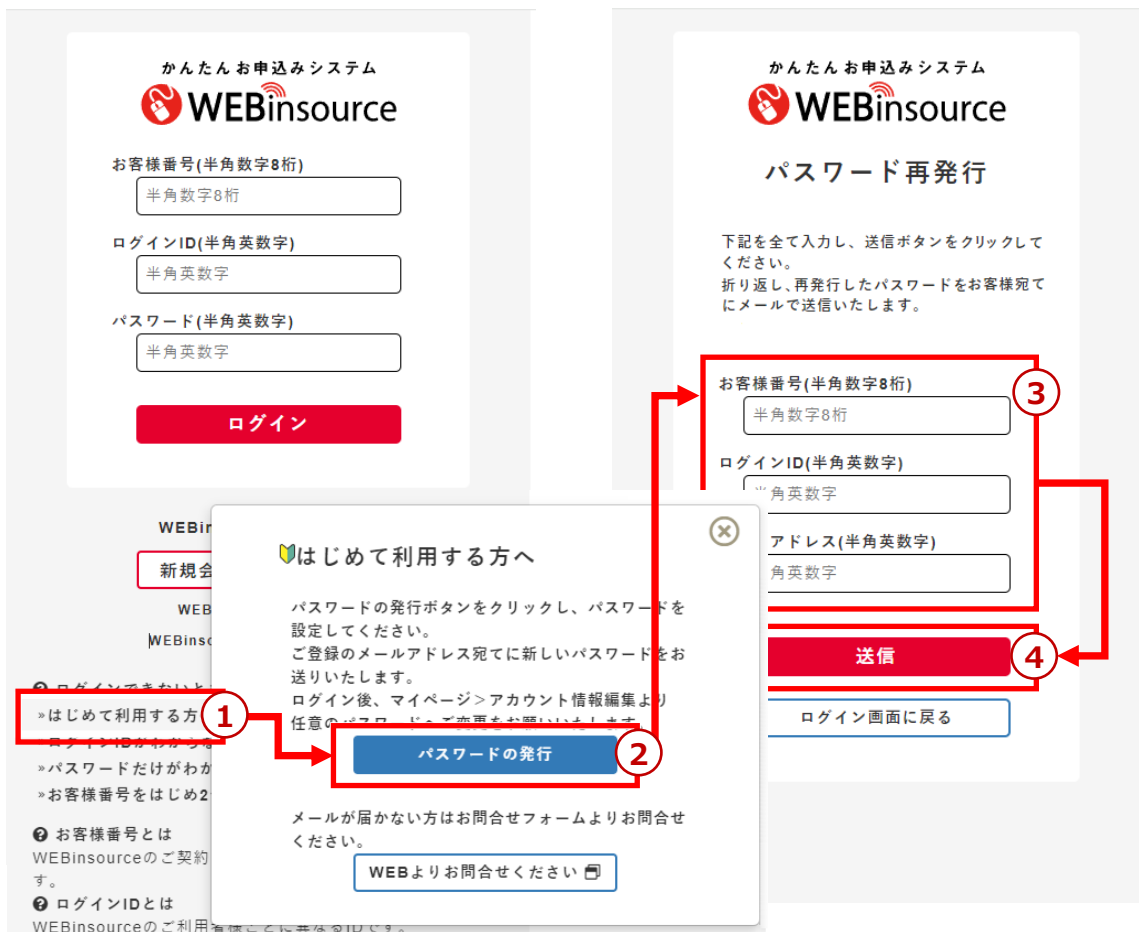 かんたんお申込みシステム
WEBinsource
お客様番号(半角数字8桁)
半角数字8桁
ログインID(半角英数字)
半角英数字
パスワード(半角英数字)
半角英数字
ログイン
WEBin
新規会
WEB
WEBinso
ログインできないと
»はじめて利用する方
①
»ログインIDがわからな
»パスワードだけがわか
»お客様番号をはじめ2
お客様番号とは
WEBinsourceのご契約
す。
ログインIDとは
WEBinsourceのご利用者様ごとに異なるIDです。
はじめて利用する方へ
パスワードの発行ボタンをクリックし、パスワードを
設定してください。
ご登録のメールアドレス宛てに新しいパスワードをお
送りいたします。
ログイン後、マイページ＞アカウント情報編集より
任意のパスワードへご変更をお願いいたします。
パスワードの発行
②
メールが届かない方はお問合せフォームよりお問合せ
ください。
WEBよりお問合せください
かんたんお申込みシステム
WEBinsource
パスワード再発行
下記を全て入力し、送信ボタンをクリックして
ください。
折り返し、再発行したパスワードをお客様宛て
にメールで送信いたします。
③
お客様番号(半角数字8桁)
半角数字8桁
ログインID(半角英数字)
半角英数字
アドレス(半角英数字)
角英数字
送信
④
ログイン画面に戻る